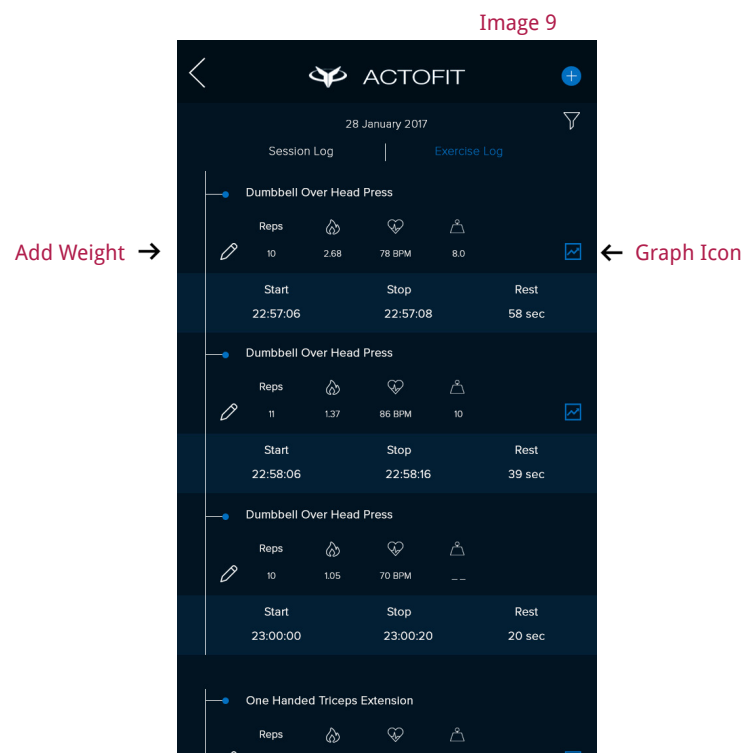 Image 9
ACTOFIT
28 January 2017
Session Log Exercise Log
Dumbbell Over Head Press
Reps
Add Weight → 10 2.68 78 BPM 8.0 ← Graph Icon
Start Stop Rest
22:57:06 22:57:08 58 sec
Dumbbell Over Head Press
Reps
11 1.37 86 BPM 10
Start Stop Rest
22:58:06 22:58:16 39 sec
Dumbbell Over Head Press
Reps
10 1.05 70 BPM _ _
Start Stop Rest
23:00:00 23:00:20 20 sec
One Handed Triceps Extension
Reps